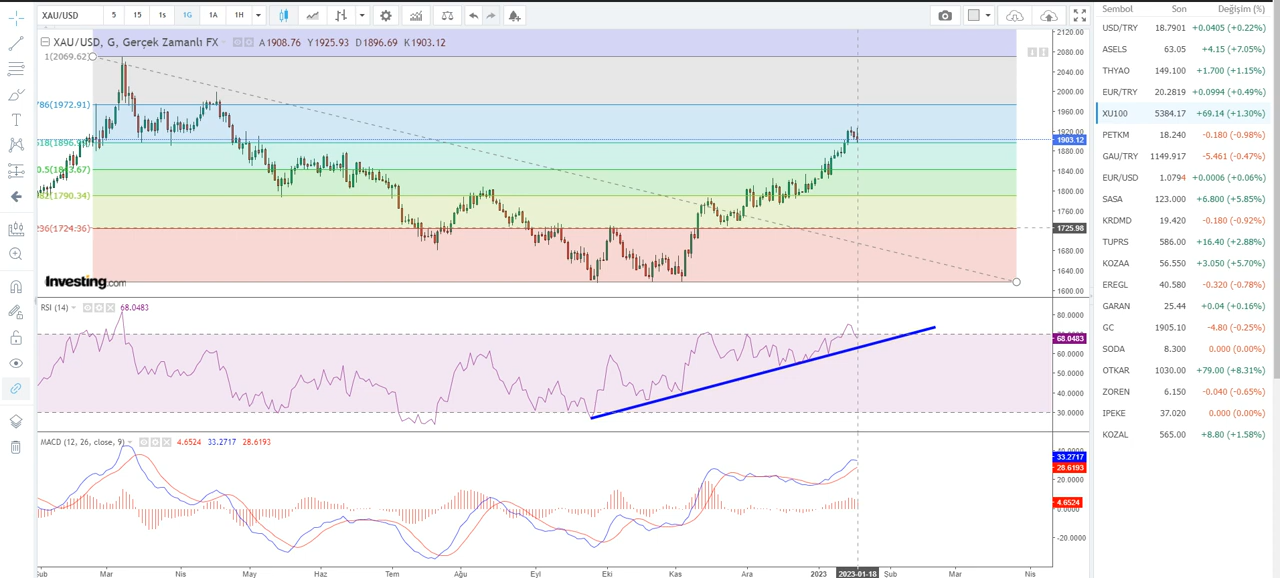 XAU/USD 5 15 1s 1G 1A 1H
XAU/USD, G, Gerçek Zamanlı FX A1908.76 Y1925.93 D1896.69 K1903.12
1(2069.62)
786(1972.91)
0.5(1843.67)
382(1790.34)
236(1724.36)
Investing.com
2120.00
2080.00
2040.00
2000.00
1960.00
1920.00
1903.12
1880.00
1840.00
1800.00
1760.00
1725.98
1680.00
1640.00
1600.00
RSI (14) 68.0483
80.0000
68.0483
60.0000
50.0000
40.0000
30.0000
MACD (12, 26, close, 9) 4.6524 33.2717 28.6193
33.2717
28.6193
20.0000
4.6524
0.0000
-20.0000
Şub Mar Nis May Haz Tem Ağu Eyl Eki Kas Ara 2023 2023-01-18 Şub Mar Nis
Sembol Son Değişim (%)
USD/TRY 18.7901 +0.0405 (+0.22%)
ASELS 63.05 +4.15 (+7.05%)
THYAO 149.100 +1.700 (+1.15%)
EUR/TRY 20.2819 +0.0994 (+0.49%)
XU100 5384.17 +69.14 (+1.30%)
PETKM 18.240 -0.180 (-0.98%)
GAU/TRY 1149.917 -5.461 (-0.47%)
EUR/USD 1.0794 +0.0006 (+0.06%)
SASA 123.000 +6.800 (+5.85%)
KRDMD 19.420 -0.180 (-0.92%)
TUPRS 586.00 +16.40 (+2.88%)
KOZAA 56.550 +3.050 (+5.70%)
EREGL 40.580 -0.320 (-0.78%)
GARAN 25.44 +0.04 (+0.16%)
GC 1905.10 -4.80 (-0.25%)
SODA 8.300 0.000 (0.00%)
OTKAR 1030.00 +79.00 (+8.31%)
ZOREN 6.150 -0.040 (-0.65%)
IPEKE 37.020 0.000 (0.00%)
KOZAL 565.00 +8.80 (+1.58%)